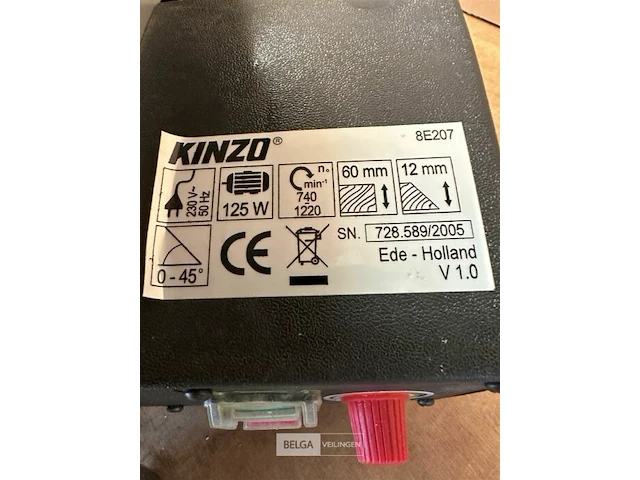 8E207
KINZO®
230 V~
50 Hz
125 W
n₀
min⁻¹
740
1220
60 mm
12 mm
0 - 45°
CE
SN. 728.589/2005
Ede - Holland
V 1.0
BELGA VEILINGEN